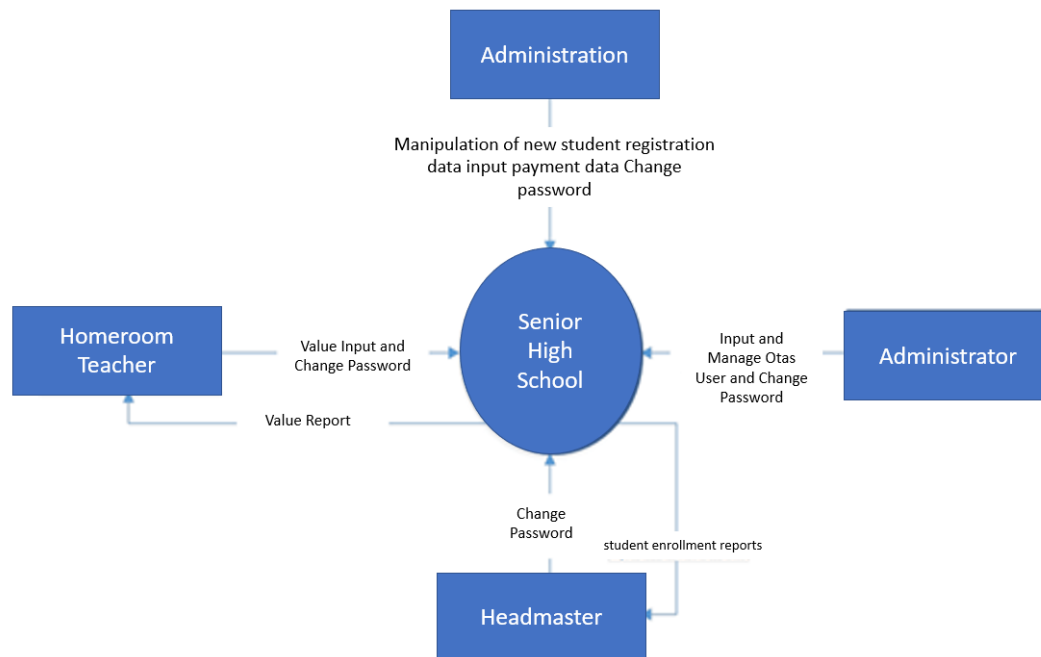 Administration
Manipulation of new student registration
data input payment data Change
password
Homeroom
Teacher
Value Input and
Change Password
Senior
High
School
Input and
Manage Otas
User and Change
Password
Administrator
Value Report
Change
Password
student enrollment reports
Headmaster